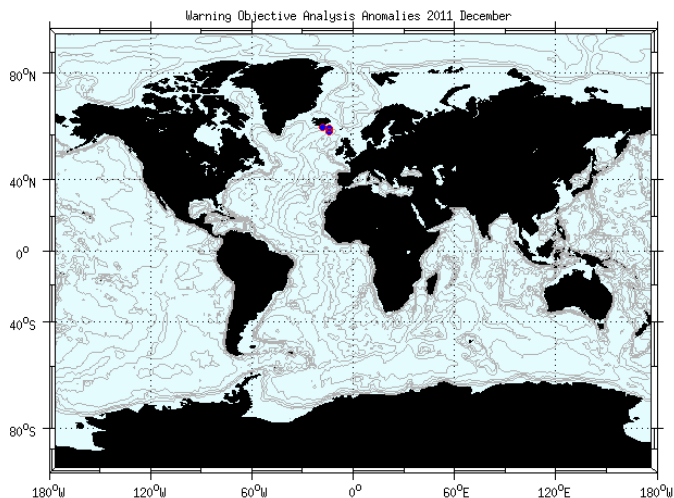 Warning Objective Analysis Anomalies 2011 December
80°N
40°N
0°
40°S
80°S
180°W 120°W 60°W 0° 60°E 120°E 180°W